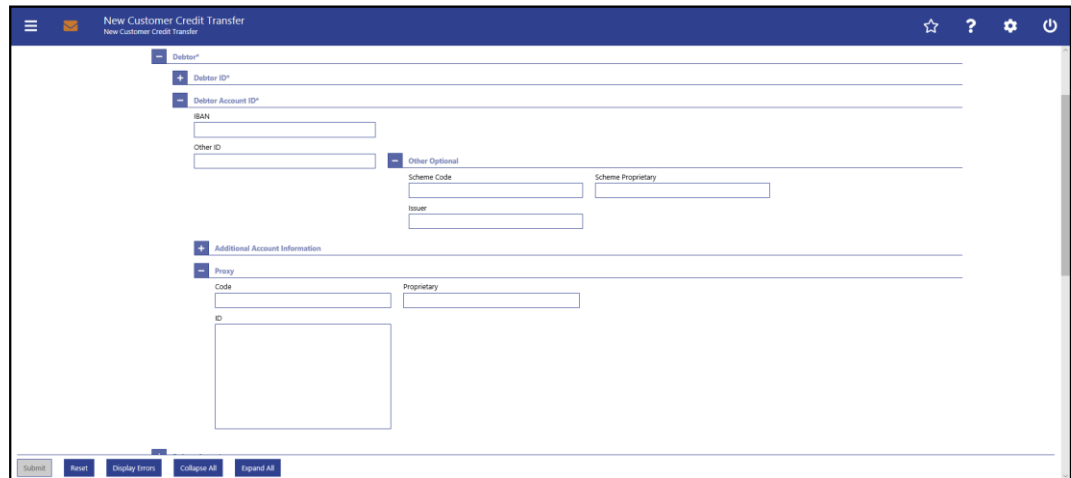 New Customer Credit Transfer
New Customer Credit Transfer
Debtor*
Debtor ID*
Debtor Account ID*
IBAN
Other ID
Other Optional
Scheme Code Scheme Proprietary
Issuer
Additional Account Information
Proxy
Code Proprietary
ID
Submit Reset Display Errors Collapse All Expand All